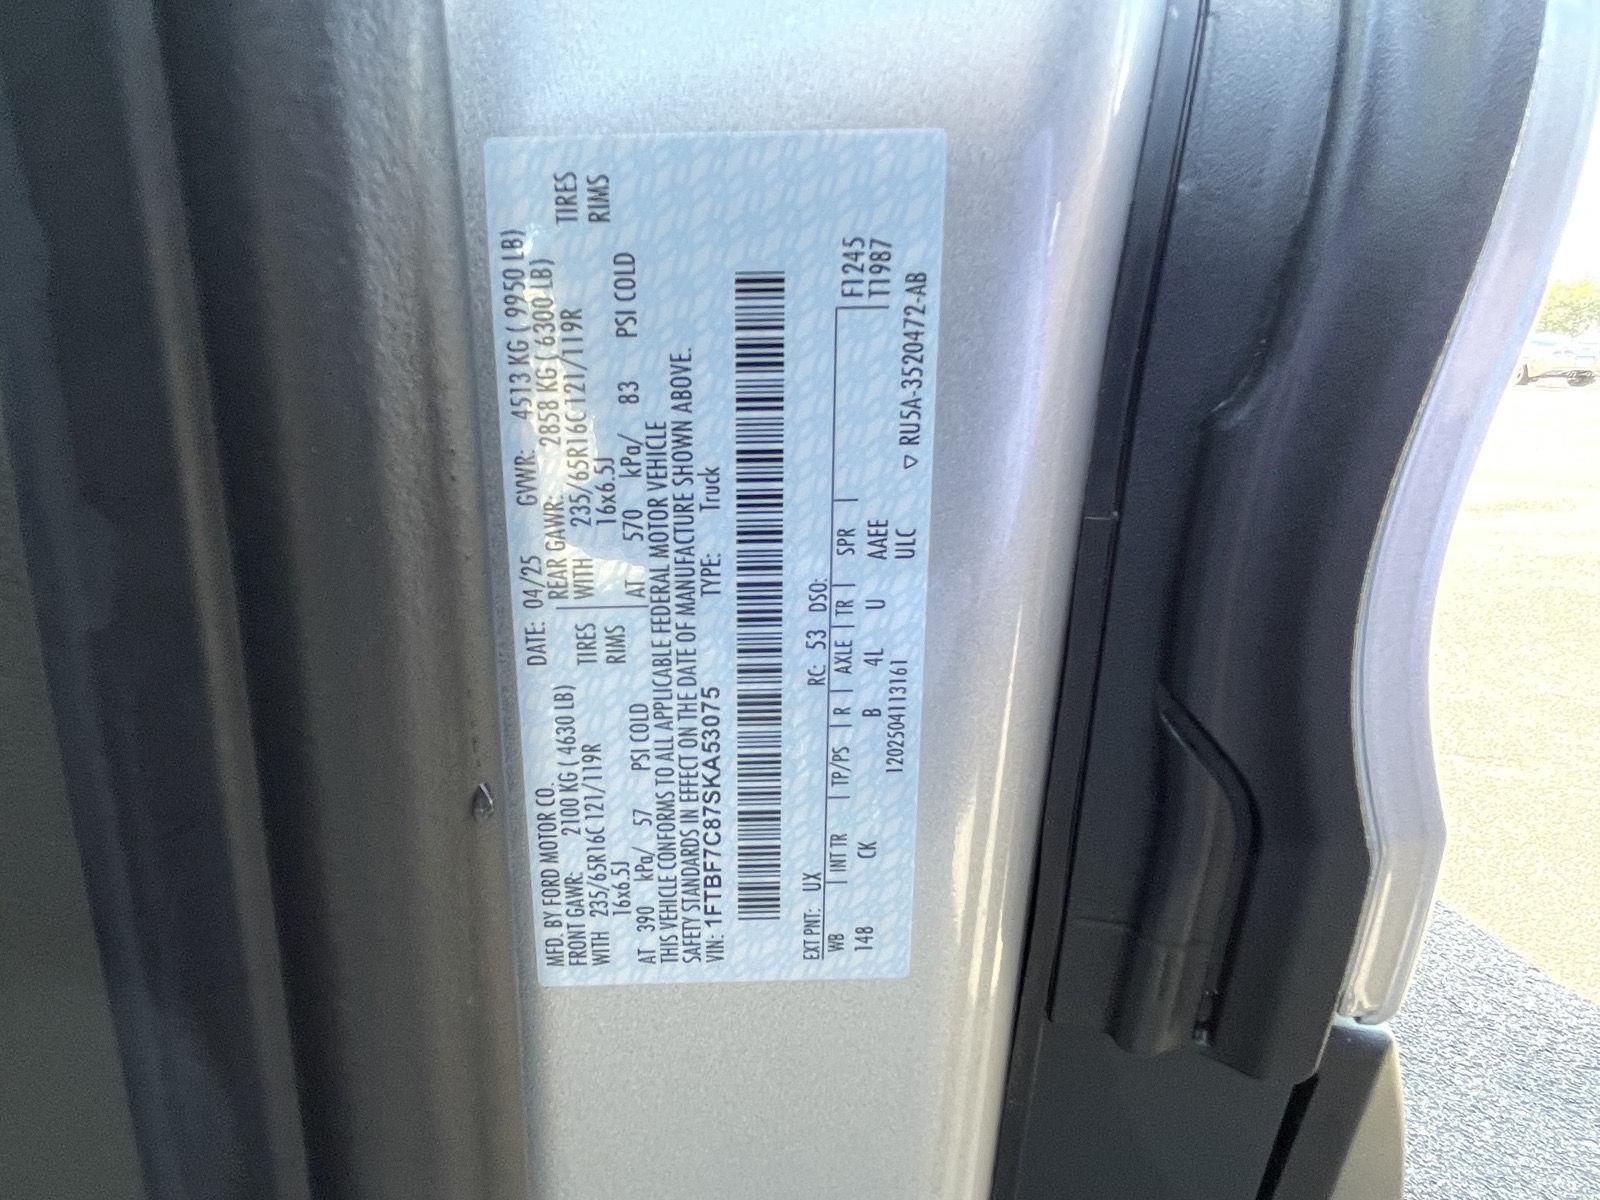 MFD. BY FORD MOTOR CO. DATE: 04/25 GVWR: 4513 KG ( 9950 LB)
FRONT GAWR: 2100 KG ( 4630 LB) REAR GAWR: 2858 KG ( 6300 LB)
WITH 235/65R16C121/119R TIRES WITH 235/65R16C121/119R TIRES
16x6.5J RIMS 16x6.5J RIMS
AT 390 kPa/ 57 PSI COLD AT 570 kPa/ 83 PSI COLD
THIS VEHICLE CONFORMS TO ALL APPLICABLE FEDERAL MOTOR VEHICLE
SAFETY STANDARDS IN EFFECT ON THE DATE OF MANUFACTURE SHOWN ABOVE.
VIN: 1FTBF7C87SKA53075 TYPE: Truck
EXT PNT: UX RC: 53 DSO:
WB | INT TR | TP/PS | R | AXLE | TR | SPR | F1245
148 CK B 4L U AAEE T1987
1202504113161 ULC ▽ RU5A-3520472-AB